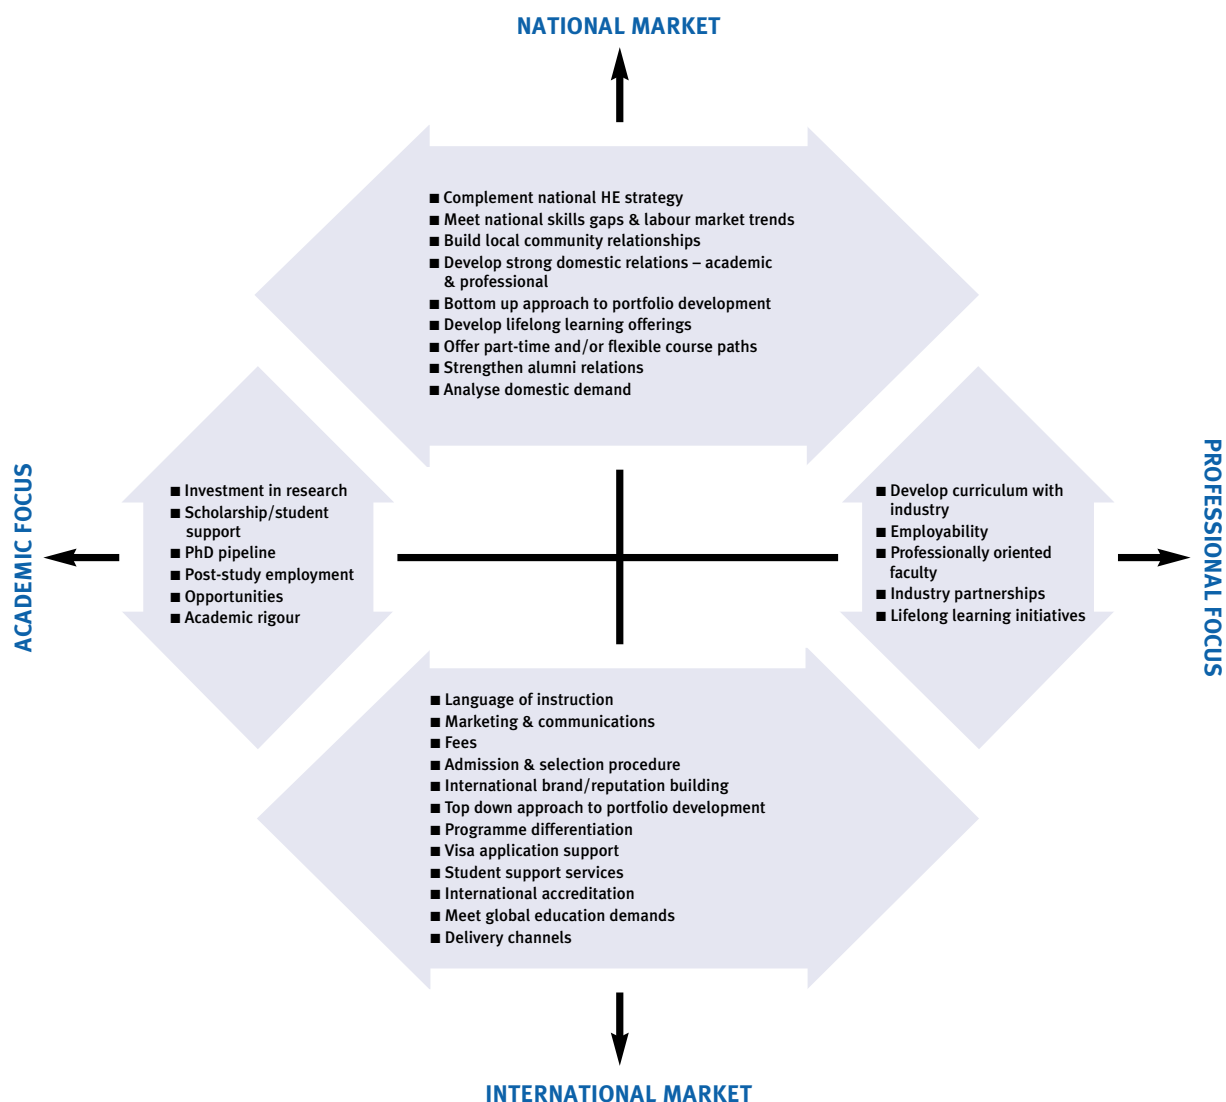 NATIONAL MARKET
■ Complement national HE strategy
■ Meet national skills gaps & labour market trends
■ Build local community relationships
■ Develop strong domestic relations – academic
& professional
■ Bottom up approach to portfolio development
■ Develop lifelong learning offerings
■ Offer part-time and/or flexible course paths
■ Strengthen alumni relations
■ Analyse domestic demand
ACADEMIC FOCUS
■ Investment in research
■ Scholarship/student
support
■ PhD pipeline
■ Post-study employment
■ Opportunities
■ Academic rigour
■ Develop curriculum with
industry
■ Employability
■ Professionally oriented
faculty
■ Industry partnerships
■ Lifelong learning initiatives
PROFESSIONAL FOCUS
■ Language of instruction
■ Marketing & communications
■ Fees
■ Admission & selection procedure
■ International brand/reputation building
■ Top down approach to portfolio development
■ Programme differentiation
■ Visa application support
■ Student support services
■ International accreditation
■ Meet global education demands
■ Delivery channels
INTERNATIONAL MARKET